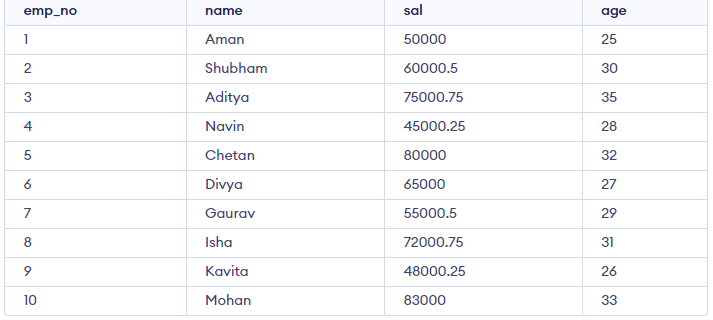 emp_no name sal age
1 Aman 50000 25
2 Shubham 60000.5 30
3 Aditya 75000.75 35
4 Navin 45000.25 28
5 Chetan 80000 32
6 Divya 65000 27
7 Gaurav 55000.5 29
8 Isha 72000.75 31
9 Kavita 48000.25 26
10 Mohan 83000 33